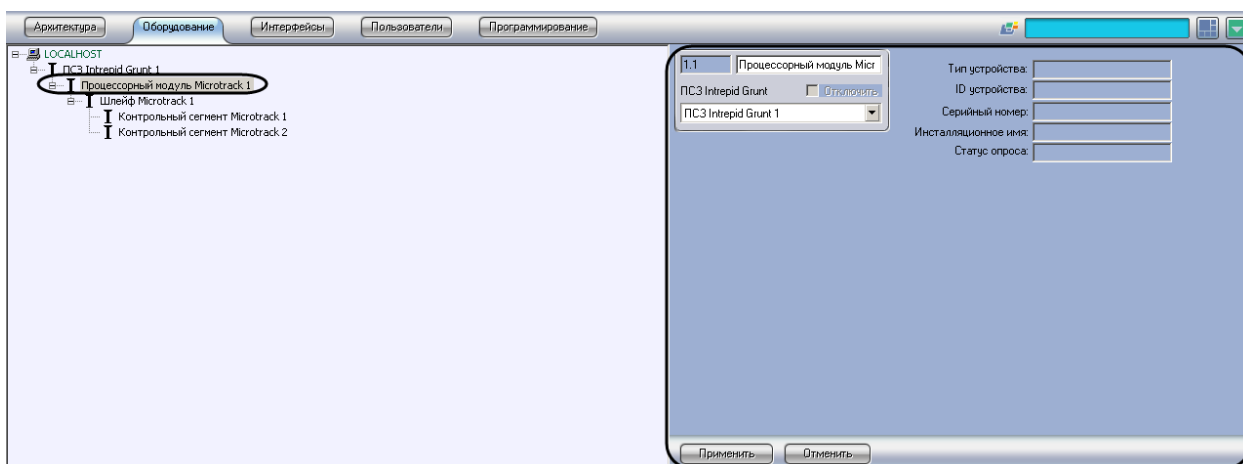 Архитектура Оборудование Интерфейсы Пользователи Программирование
LOCALHOST
ПСЗ Intrepid Grunt 1
Процессорный модуль Microtrack 1
Шлейф Microtrack 1
Контрольный сегмент Microtrack 1
Контрольный сегмент Microtrack 2
1.1 Процессорный модуль Micr
ПСЗ Intrepid Grunt Отключить
ПСЗ Intrepid Grunt 1
Тип устройства:
ID устройства:
Серийный номер:
Инсталляционное имя:
Статус опроса:
Применить Отменить